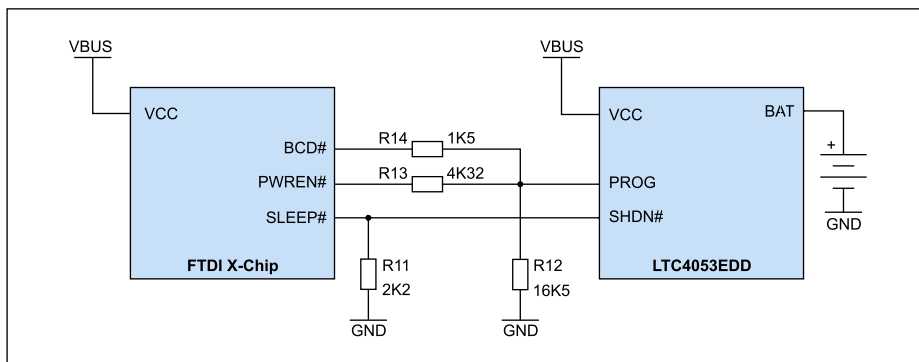 VBUS
VBUS
VCC
VCC
BAT
R14 1K5
BCD#
+
R13 4K32
PWREN#
PROG
SLEEP#
SHDN#
GND
FTDI X-Chip
R11
2K2
R12
16K5
LTC4053EDD
GND
GND